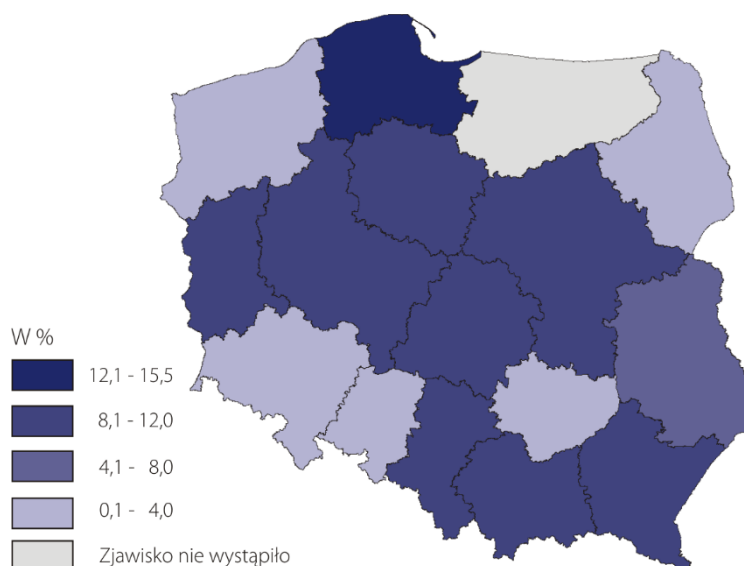 W %
12,1 - 15,5
8,1 - 12,0
4,1 - 8,0
0,1 - 4,0
Zjawisko nie wystąpiło